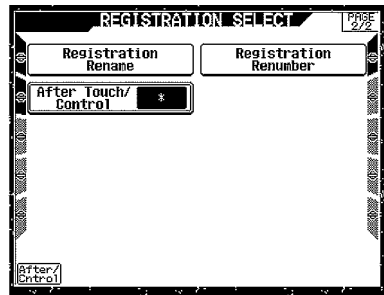 REGISTRATION SELECT
PAGE
2/2
Registration
Rename
Registration
Renumber
After Touch/
Control
*
After/
Cntrol